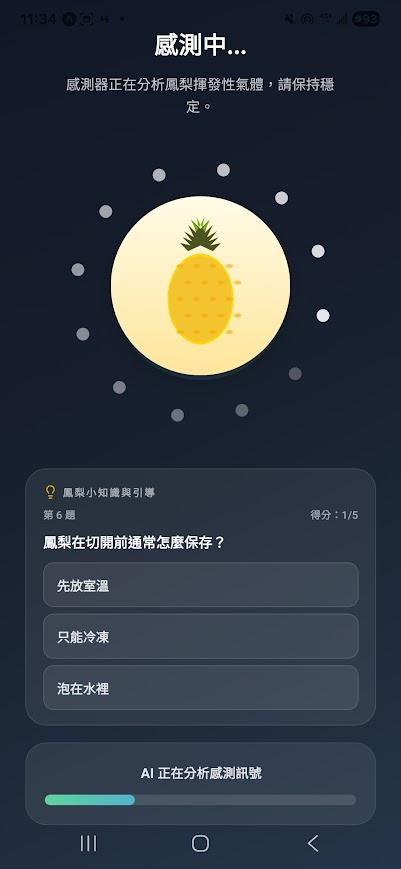 11:34
93
感測中...
感測器正在分析鳳梨揮發性氣體，請保持穩
定。
鳳梨小知識與引導
第 6 題
得分：1/5
鳳梨在切開前通常怎麼保存？
先放室溫
只能冷凍
泡在水裡
AI 正在分析感測訊號